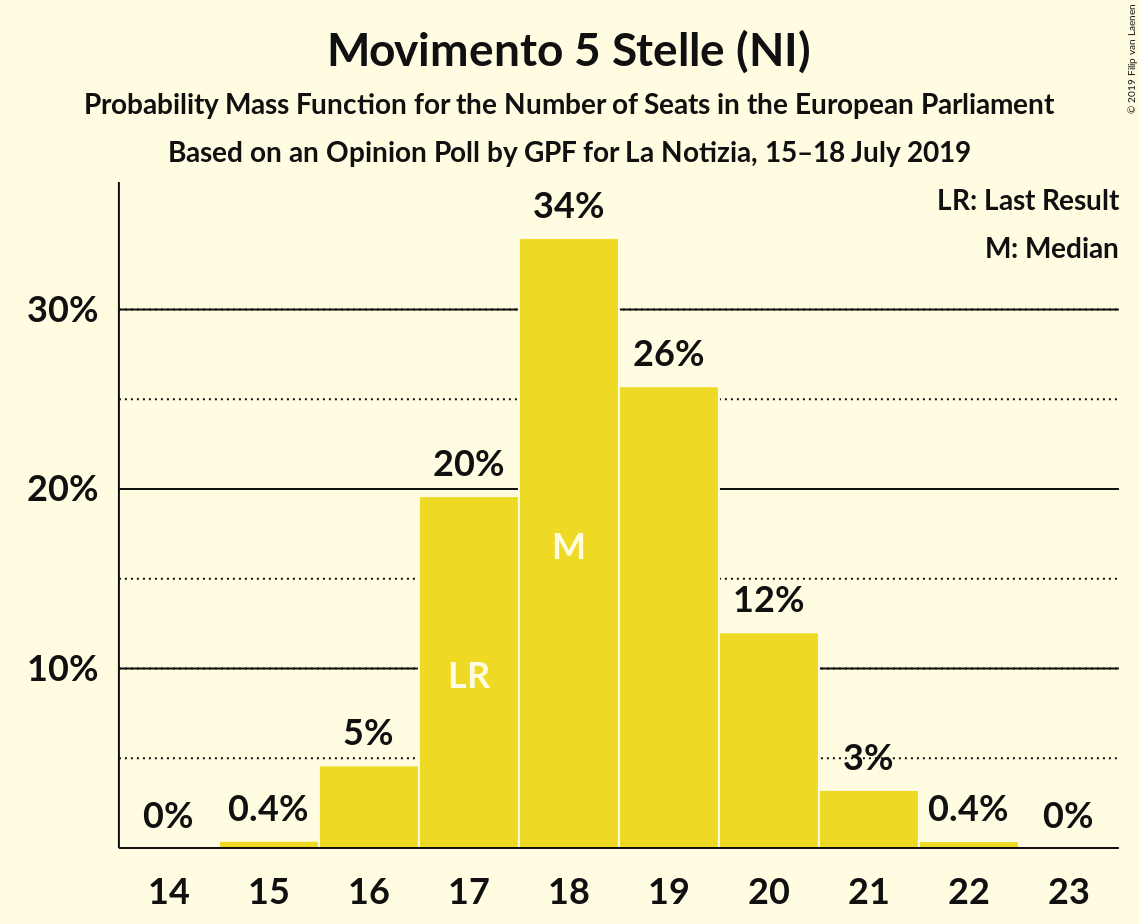 Movimento 5 Stelle (NI)
Probability Mass Function for the Number of Seats in the European Parliament
Based on an Opinion Poll by GPF for La Notizia, 15–18 July 2019
© 2019 Filip van Laenen
LR: Last Result
M: Median
34%
30%
26%
20%
20%
M
12%
10%
LR
5%
3%
0%
0.4%
0.4%
0%
14 15 16 17 18 19 20 21 22 23